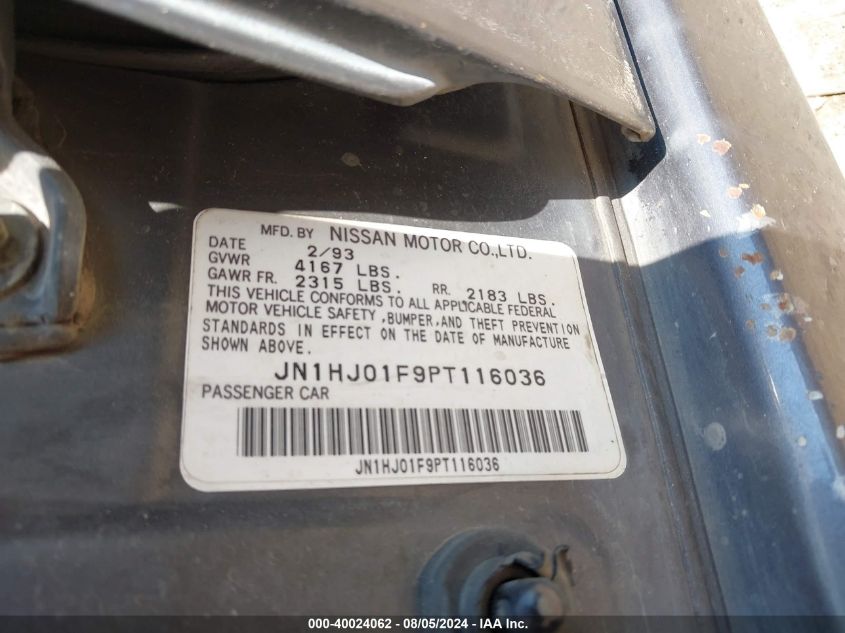 MFD. BY NISSAN MOTOR CO., LTD.
DATE 2/93
GVWR 4167 LBS.
GAWR FR. 2315 LBS. RR. 2183 LBS.
THIS VEHICLE CONFORMS TO ALL APPLICABLE FEDERAL
MOTOR VEHICLE SAFETY , BUMPER, AND THEFT PREVENTION
STANDARDS IN EFFECT ON THE DATE OF MANUFACTURE
SHOWN ABOVE.
JN1HJ01F9PT116036
PASSENGER CAR
JN1HJ01F9PT116036
000-40024062 - 08/05/2024 - IAA Inc.